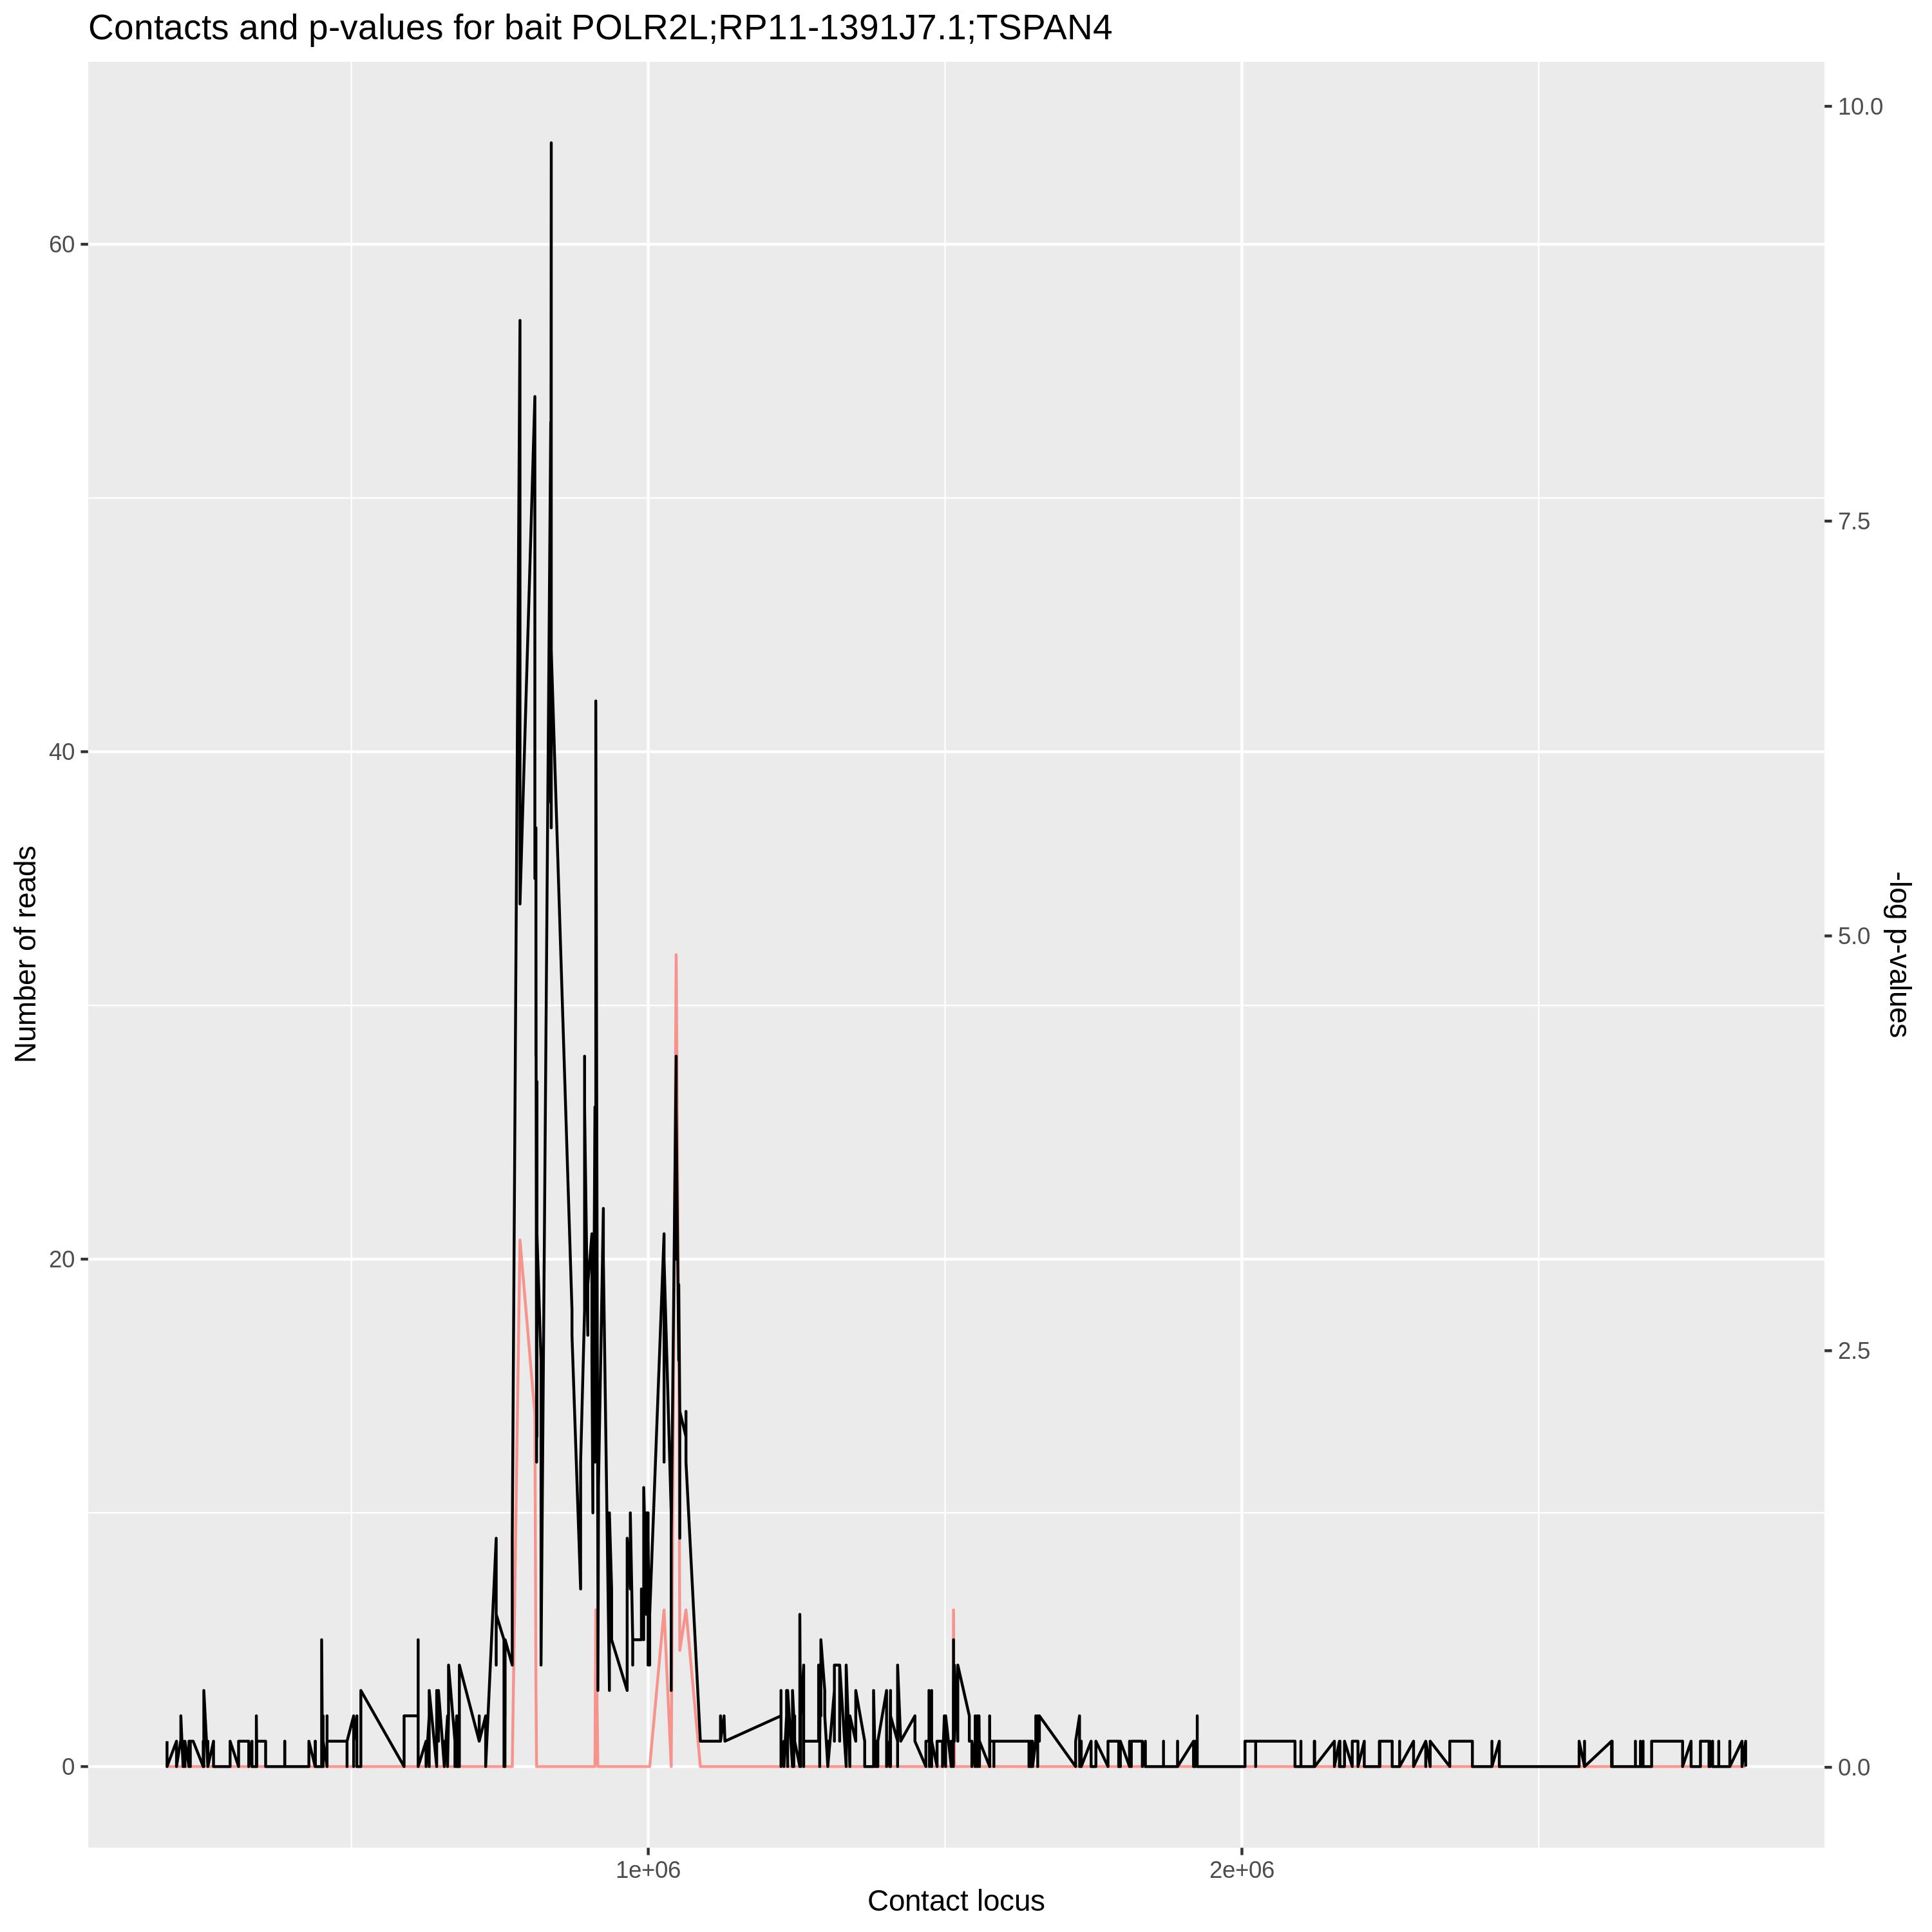 Contacts and p-values for bait POLR2L;RP11-1391J7.1;TSPAN4
10.0
60
7.5
40
5.0
Number of reads
-log p-values
20
2.5
0
0.0
1e+06
2e+06
Contact locus